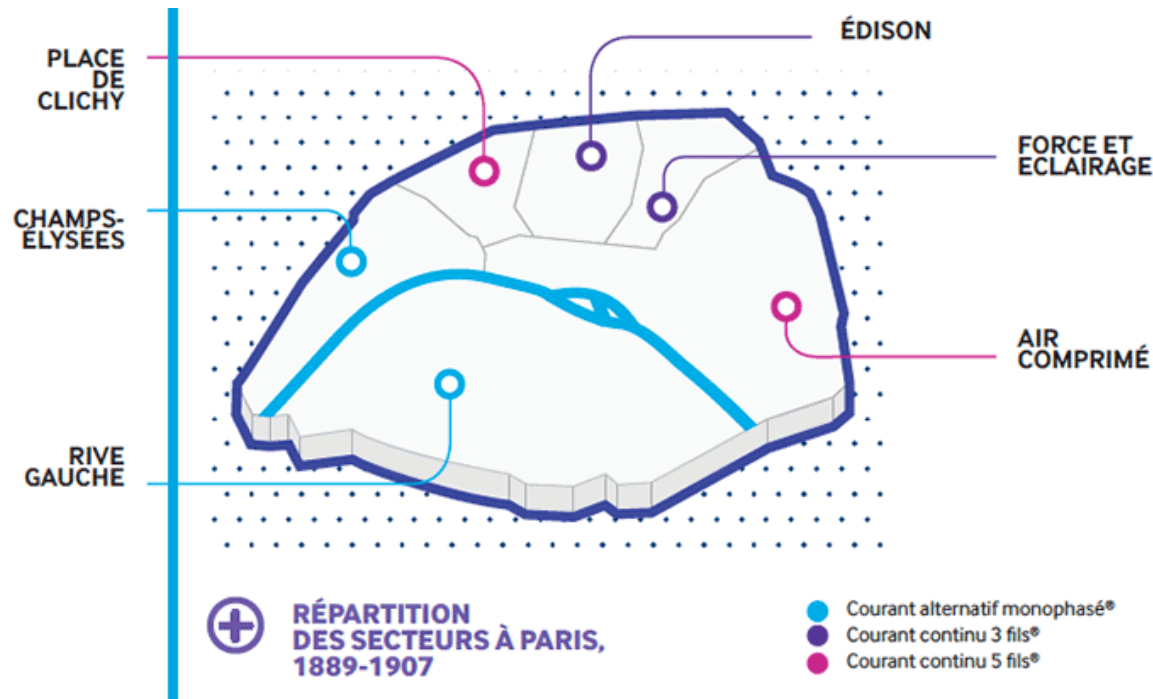 PLACE
DE
CLICHY
ÉDISON
FORCE ET
ECLAIRAGE
CHAMPS-
ÉLYSÉES
AIR
COMPRIMÉ
RIVE
GAUCHE
RÉPARTITION
DES SECTEURS À PARIS,
1889-1907
Courant alternatif monophasé®
Courant continu 3 fils®
Courant continu 5 fils®